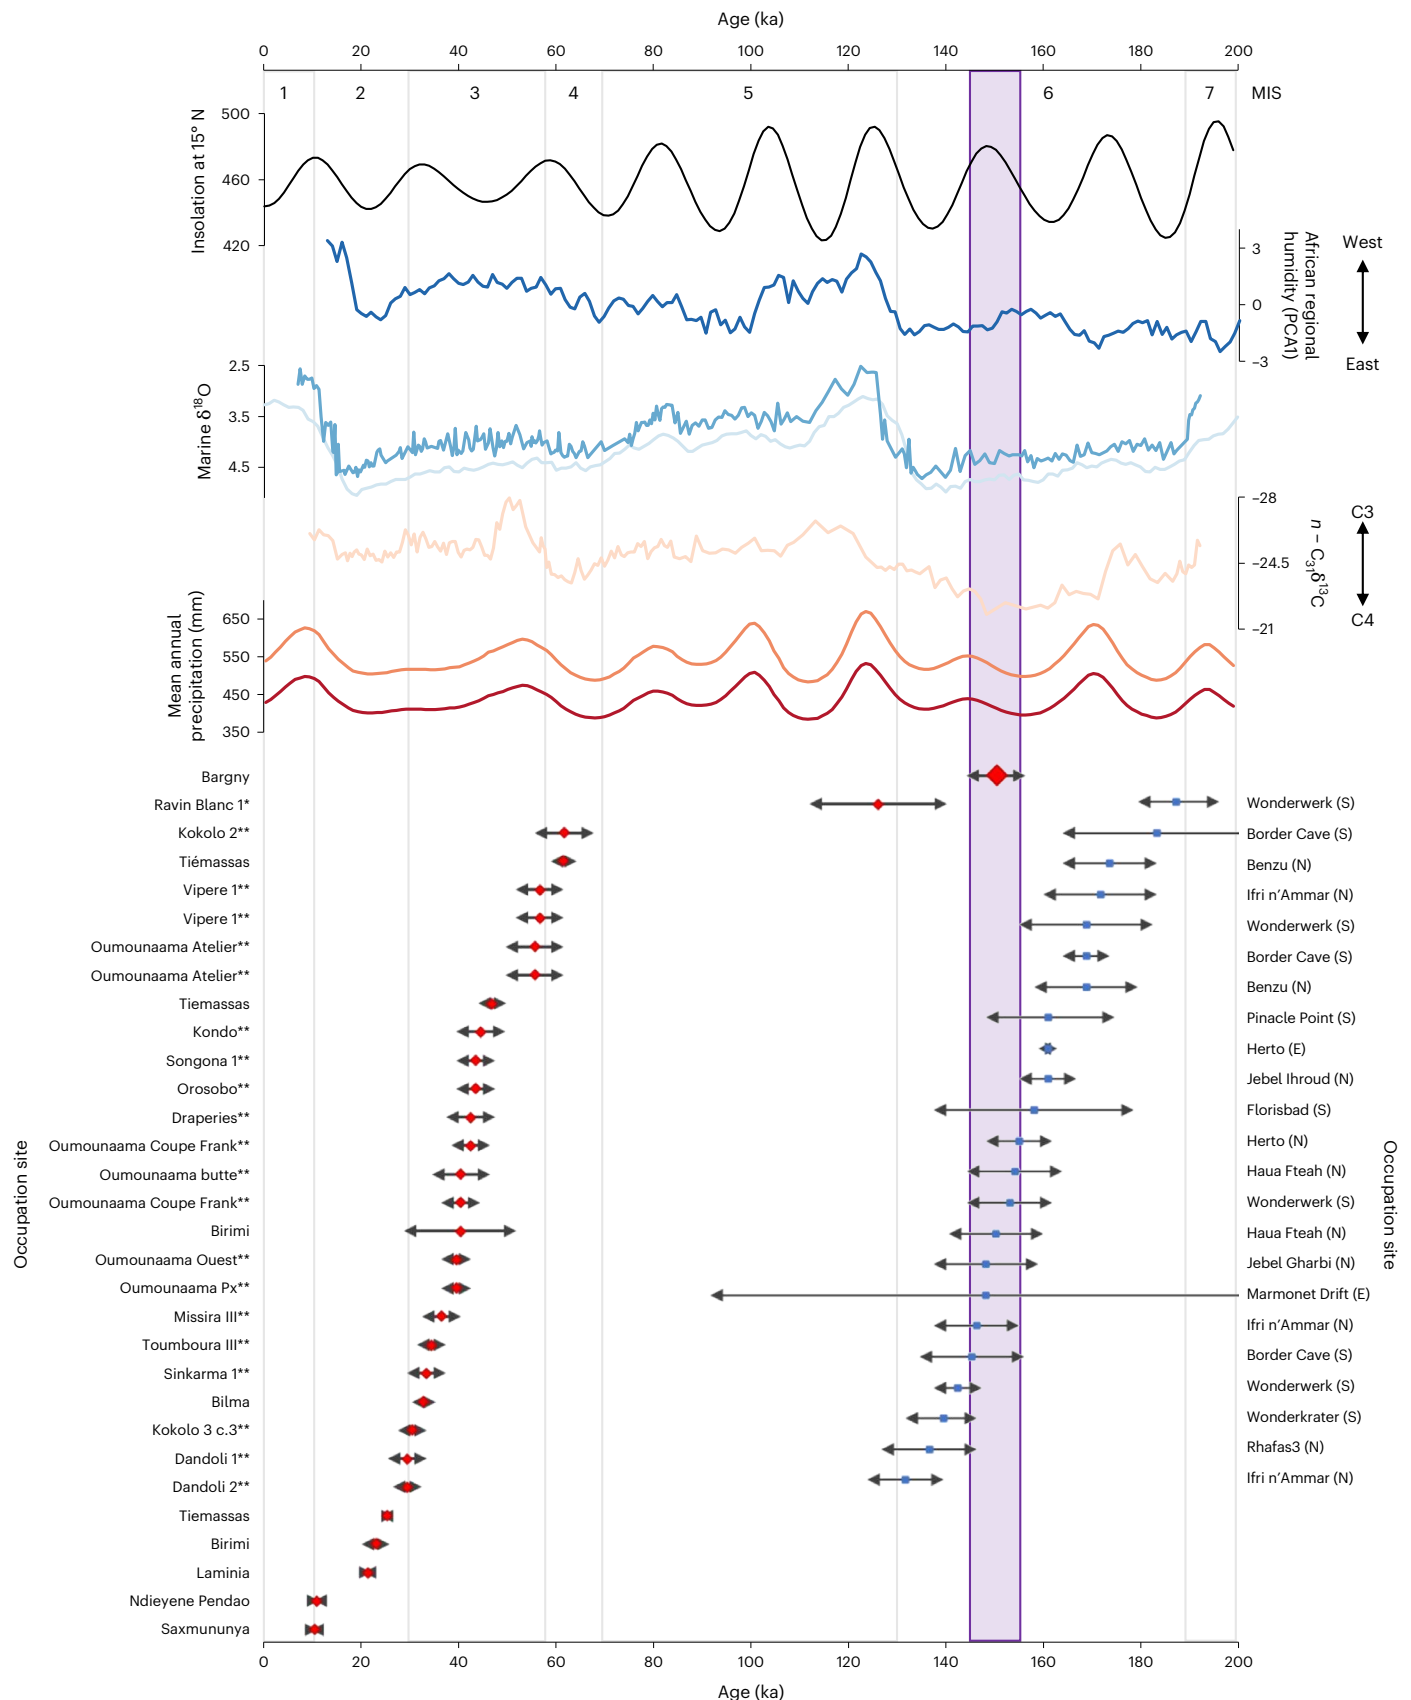 Age (ka)
0 20 40 60 80 100 120 140 160 180 200
1 2 3 4 5 6 7 MIS
Insolation at 15° N
500
460
420
African regional
humidity (PCA1)
3
0
−3
West
East
Marine δ18O
2.5
3.5
4.5
n − C31δ13C
−28
−24.5
−21
C3
C4
Mean annual
precipitation (mm)
650
550
450
350
Occupation site
Bargny
Ravin Blanc 1*
Kokolo 2**
Tiémassas
Vipere 1**
Vipere 1**
Oumounaama Atelier**
Oumounaama Atelier**
Tiemassas
Kondo**
Songona 1**
Orosobo**
Draperies**
Oumounaama Coupe Frank**
Oumounaama butte**
Oumounaama Coupe Frank**
Birimi
Oumounaama Ouest**
Oumounaama Px**
Missira III**
Toumboura III**
Sinkarma 1**
Bilma
Kokolo 3 c.3**
Dandoli 1**
Dandoli 2**
Tiemassas
Birimi
Laminia
Ndieyene Pendao
Saxmununya
Wonderwerk (S)
Border Cave (S)
Benzu (N)
Ifri n’Ammar (N)
Wonderwerk (S)
Border Cave (S)
Benzu (N)
Pinacle Point (S)
Herto (E)
Jebel Ihroud (N)
Florisbad (S)
Herto (N)
Haua Fteah (N)
Wonderwerk (S)
Haua Fteah (N)
Jebel Gharbi (N)
Marmonet Drift (E)
Ifri n’Ammar (N)
Border Cave (S)
Wonderwerk (S)
Wonderkrater (S)
Rhafas3 (N)
Ifri n’Ammar (N)
Occupation site
0 20 40 60 80 100 120 140 160 180 200
Age (ka)